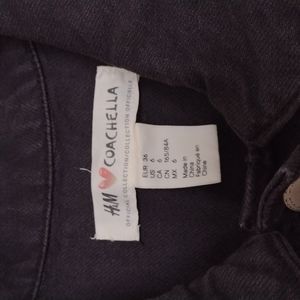 H&M COACHELLA
OFFICIAL COLLECTION/COLLECTION OFFICIELLE
EUR 36
US 6
CA 6
CN 165/84A
MX 6
Made in
China
Fabriqué en
Chine